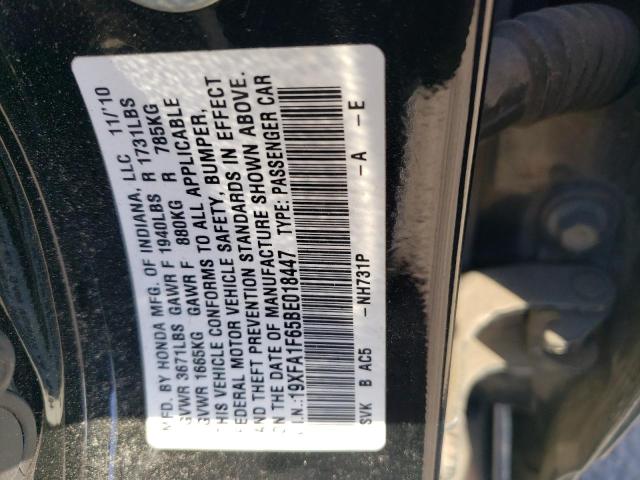 MFD. BY HONDA MFG. OF INDIANA, LLC 11/'10
GVWR 3671LBS GAWR F 1940LBS R 1731LBS
GVWR 1665KG GAWR F 880KG R 785KG
THIS VEHICLE CONFORMS TO ALL APPLICABLE
FEDERAL MOTOR VEHICLE SAFETY, BUMPER,
AND THEFT PREVENTION STANDARDS IN EFFECT
ON THE DATE OF MANUFACTURE SHOWN ABOVE.
V.I.N.:19XFA1F65BE018447 TYPE: PASSENGER CAR
SVK B AC5 -NH731P -A -E